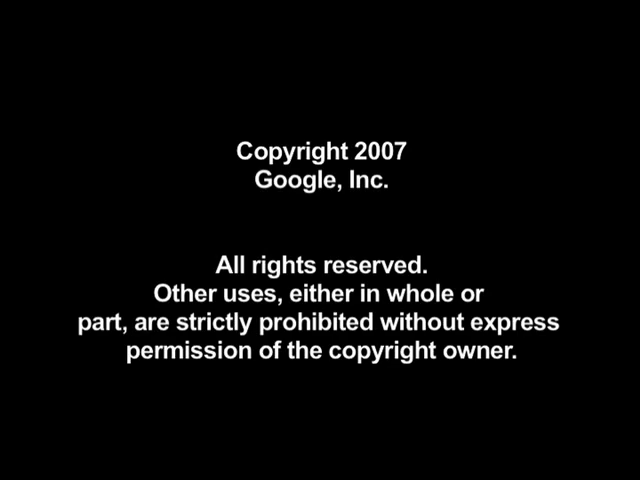 Copyright 2007
Google, Inc.
All rights reserved.
Other uses, either in whole or
part, are strictly prohibited without express
permission of the copyright owner.